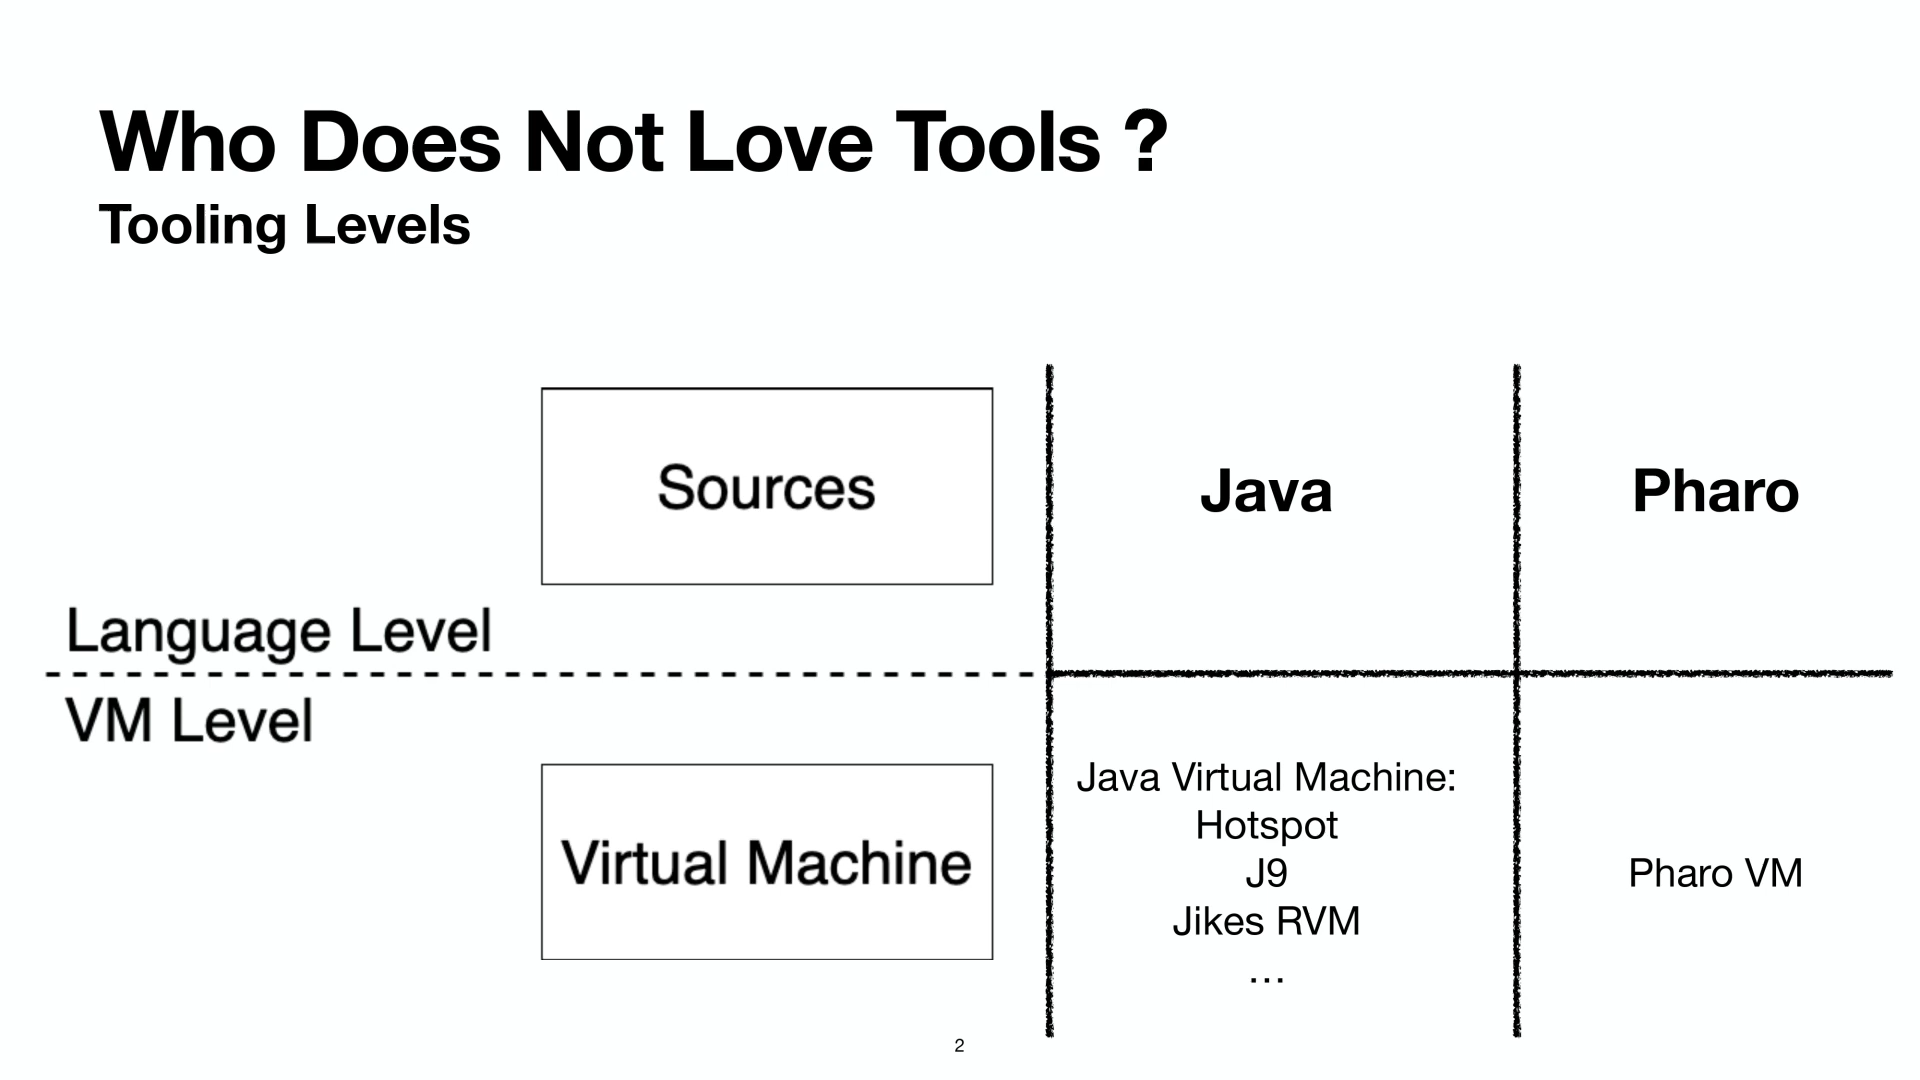 Who Does Not Love Tools ?
Tooling Levels
Sources
Java
Pharo
Language Level
VM Level
Virtual Machine
Java Virtual Machine:
Hotspot
J9
Jikes RVM
…
Pharo VM
2